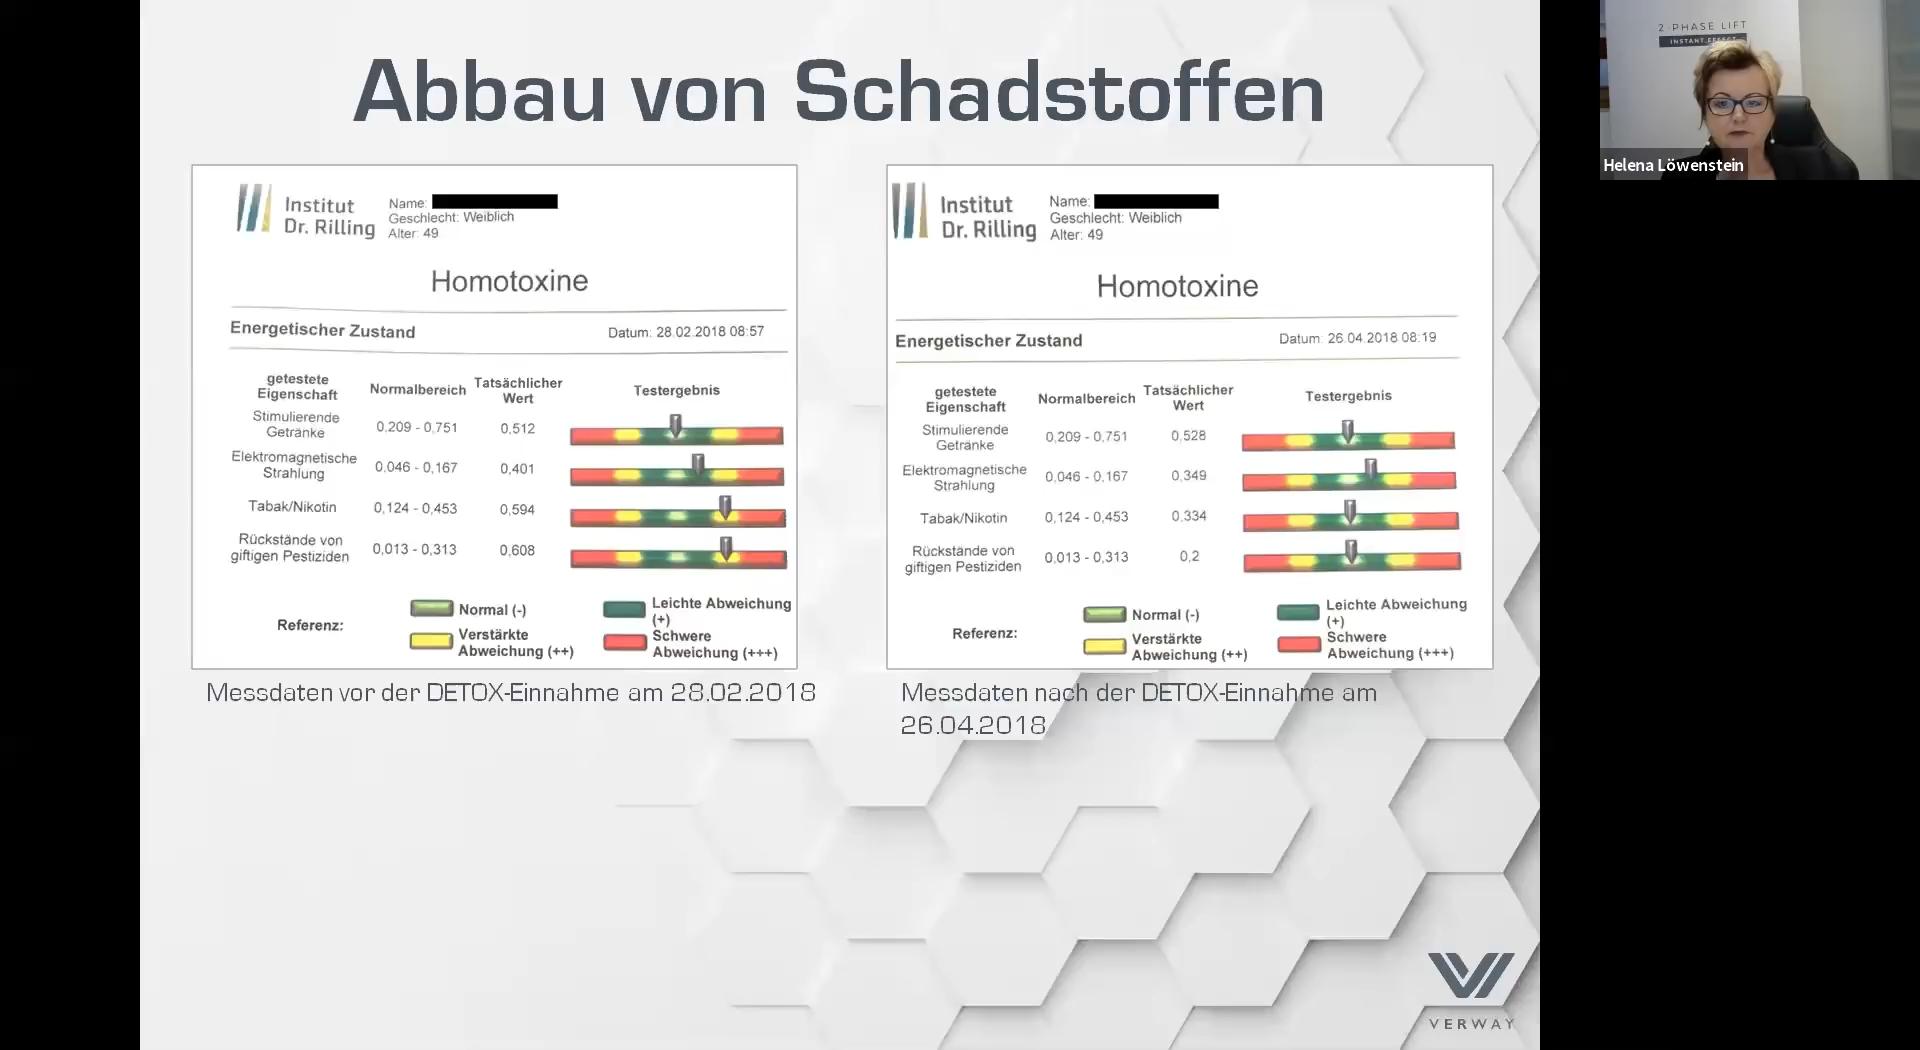 Abbau von Schadstoffen
Institut
Dr. Rilling
Name:
Geschlecht: Weiblich
Alter: 49
Homotoxine
Energetischer Zustand
Datum: 28.02.2018 08:57
getestete
Eigenschaft
Normalbereich
Tatsächlicher
Wert
Testergebnis
Stimulierende
Getränke
0,209 - 0,751
0,512
Elektromagnetische
Strahlung
0,046 - 0,167
0,401
Tabak/Nikotin
0,124 - 0,453
0,594
Rückstände von
giftigen Pestiziden
0,013 - 0,313
0,608
Referenz:
Normal (-)
Leichte Abweichung
(+)
Verstärkte
Abweichung (++)
Schwere
Abweichung (+++)
Messdaten vor der DETOX-Einnahme am 28.02.2018
Institut
Dr. Rilling
Name:
Geschlecht: Weiblich
Alter: 49
Homotoxine
Energetischer Zustand
Datum: 26.04.2018 08:19
getestete
Eigenschaft
Normalbereich
Tatsächlicher
Wert
Testergebnis
Stimulierende
Getränke
0,209 - 0,751
0,528
Elektromagnetische
Strahlung
0,046 - 0,167
0,349
Tabak/Nikotin
0,124 - 0,453
0,334
Rückstände von
giftigen Pestiziden
0,013 - 0,313
0,2
Referenz:
Normal (-)
Leichte Abweichung
(+)
Verstärkte
Abweichung (++)
Schwere
Abweichung (+++)
Messdaten nach der DETOX-Einnahme am
26.04.2018
VERWAY
2 PHASE LIFT
INSTANT EFFECT
Helena Löwenstein